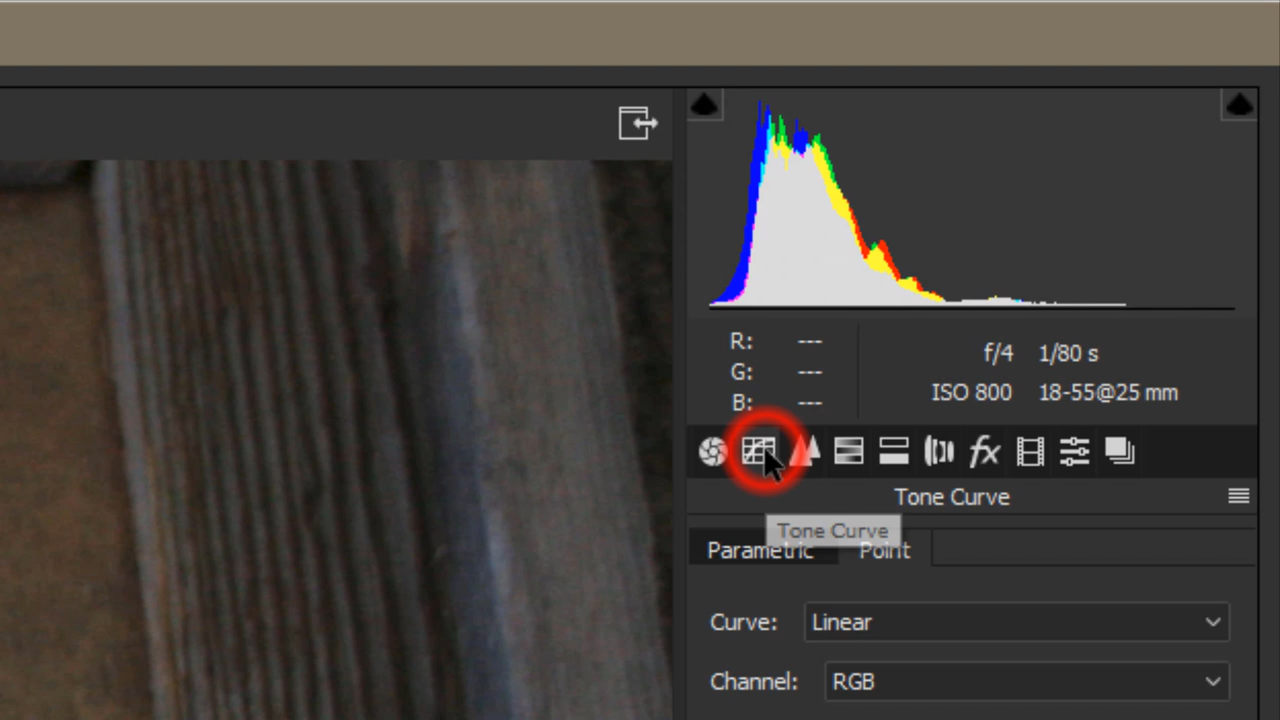 R: ---
G: ---
B: ---
f/4 1/80 s
ISO 800 18-55@25 mm
fx
Tone Curve
Tone Curve
Parametric Point
Curve: Linear
Channel: RGB